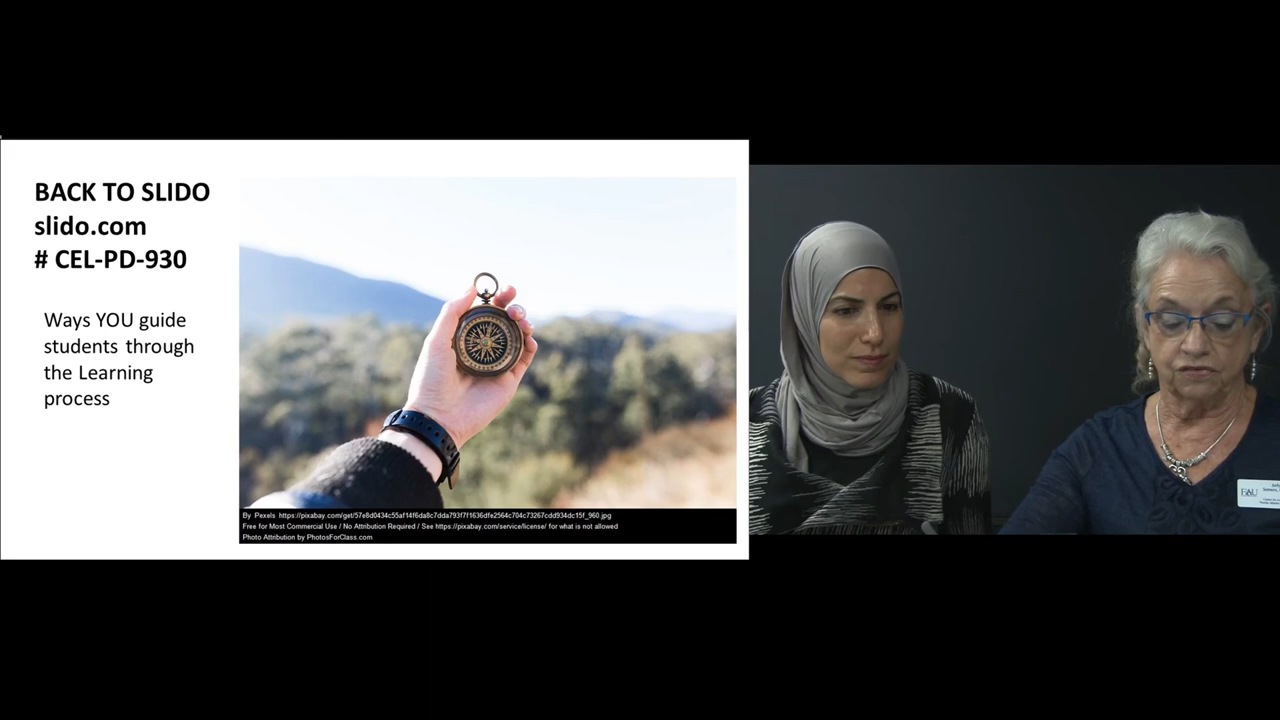 BACK TO SLIDO
slido.com
# CEL-PD-930
Ways YOU guide
students through
the Learning
process
By Pexels https://pixabay.com/get/57e8d0434c55af14f6da8c7dda793f7f1636dfe2564c704c73267cdd934dc15f_960.jpg
Free for Most Commercial Use / No Attribution Required / See https://pixabay.com/service/license/ for what is not allowed
Photo Attribution by PhotosForClass.com
FAU